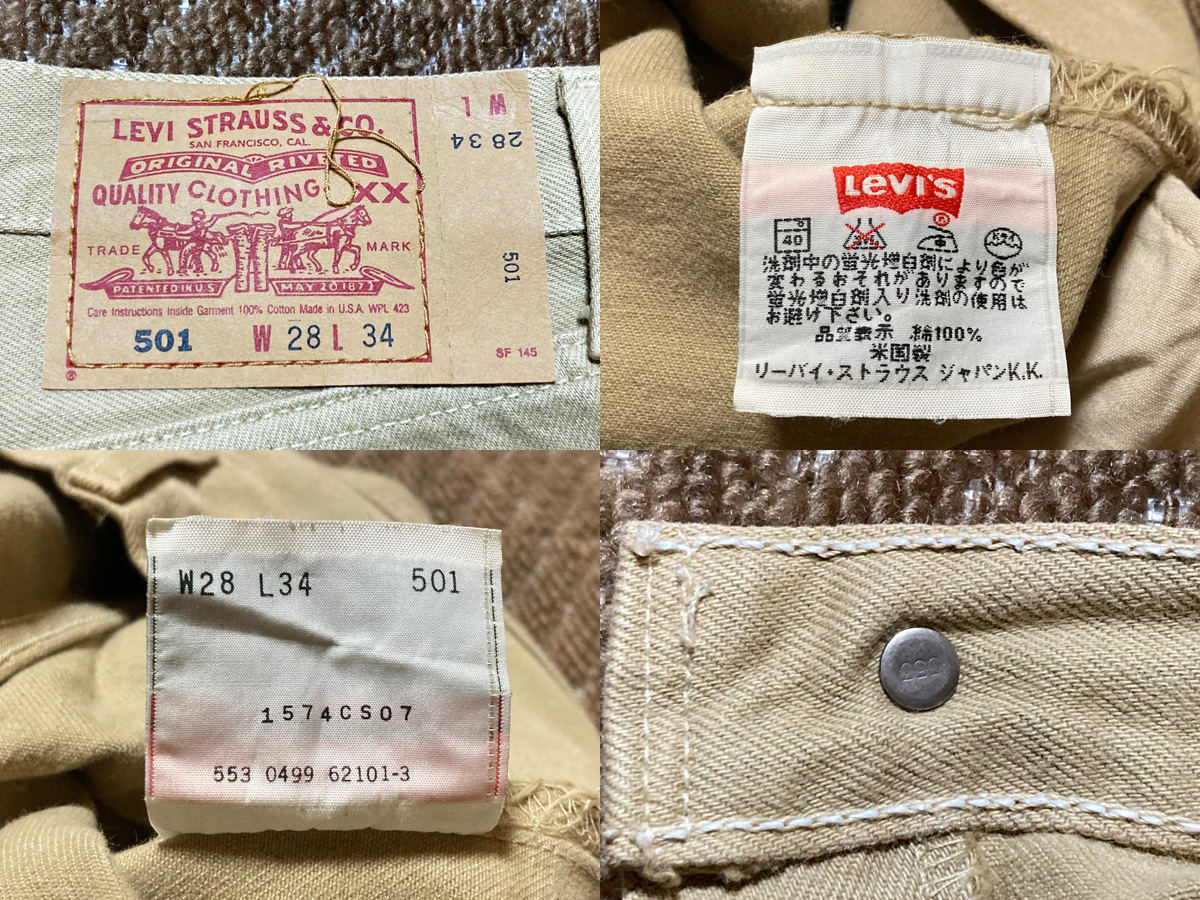 LEVI STRAUSS & CO.
SAN FRANCISCO, CAL.
ORIGINAL RIVETED
QUALITY CLOTHING XX
TRADE MARK
PATENTED IN U.S. MAY 20 1873
Care Instructions Inside Garment 100% Cotton Made in U.S.A. WPL 423
501 W 28 L 34
®
SF 145
W L
28 34
501
LEVI'S
®
40
洗剤中の蛍光増白剤により色が
変わるおそれがありますので
蛍光増白剤入り洗剤の使用は
お避け下さい。
品質表示 綿100%
米国製
リーバイ・ストラウス ジャパンK.K.
W28 L34 501
1574CS07
553 0499 62101-3